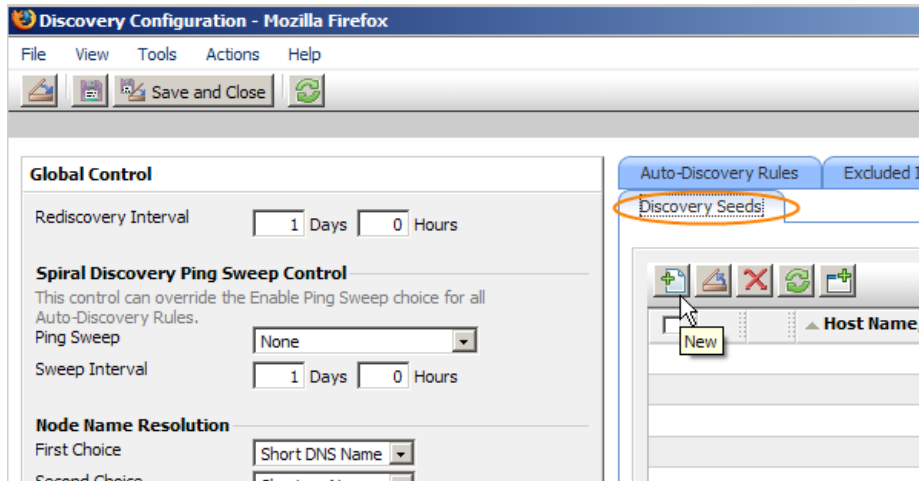 Discovery Configuration - Mozilla Firefox
File View Tools Actions Help
Save and Close
Global Control
Rediscovery Interval 1 Days 0 Hours
Spiral Discovery Ping Sweep Control
This control can override the Enable Ping Sweep choice for all
Auto-Discovery Rules.
Ping Sweep None
Sweep Interval 1 Days 0 Hours
Node Name Resolution
First Choice Short DNS Name
Second Choice
Auto-Discovery Rules Excluded
Discovery Seeds
Host Name
New